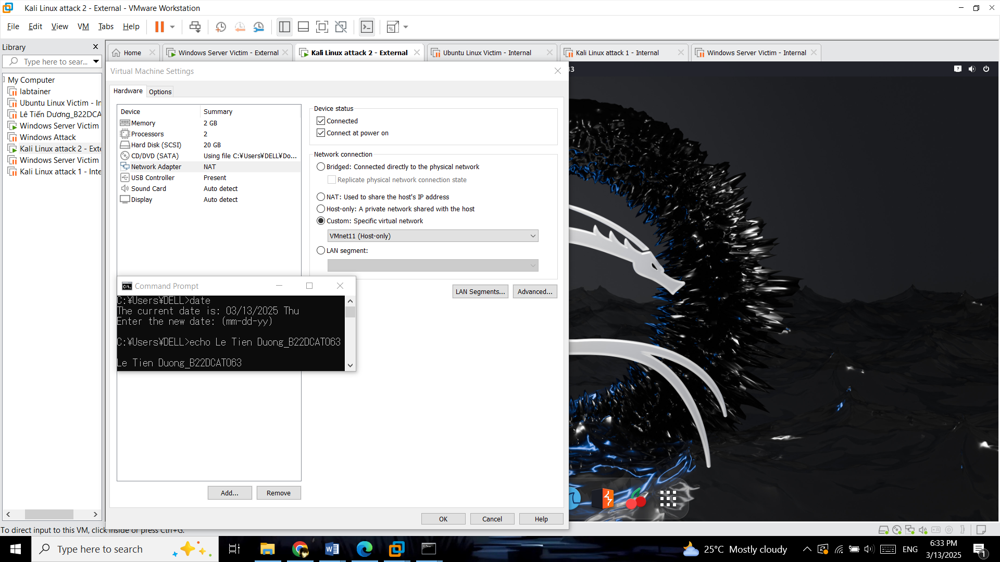 Kali Linux attack 2 - External - VMware Workstation
File Edit View VM Tabs Help
Library
Type here to sear...
My Computer
labtainer
Ubuntu Linux Victim - In
Lê Tiến Dương_B22DCA
Windows Server Victim
Windows Attack
Kali Linux attack 2 - Exte
Windows Server Victim
Kali Linux attack 1 - Inte
Home
Windows Server Victim - External
Kali Linux attack 2 - External
Ubuntu Linux Victim - Internal
Kali Linux attack 1 - Internal
Windows Server Victim - Internal
33
Virtual Machine Settings
Hardware
Options
Device Summary
Memory 2 GB
Processors 2
Hard Disk (SCSI) 20 GB
CD/DVD (SATA) Using file C:¥Users¥DELL¥Do...
Network Adapter NAT
USB Controller Present
Sound Card Auto detect
Display Auto detect
Device status
Connected
Connect at power on
Network connection
Bridged: Connected directly to the physical network
Replicate physical network connection state
NAT: Used to share the host's IP address
Host-only: A private network shared with the host
Custom: Specific virtual network
VMnet11 (Host-only)
LAN segment:
LAN Segments...
Advanced...
Command Prompt
C:¥Users¥DELL>date
The current date is: 03/13/2025 Thu
Enter the new date: (mm-dd-yy)
C:¥Users¥DELL>echo Le Tien Duong_B22DCAT063
Le Tien Duong_B22DCAT063
Add...
Remove
OK
Cancel
Help
To direct input to this VM, click inside or press Ctrl+G.
Type here to search
25°C Mostly cloudy
ENG
6:33 PM
3/13/2025
1